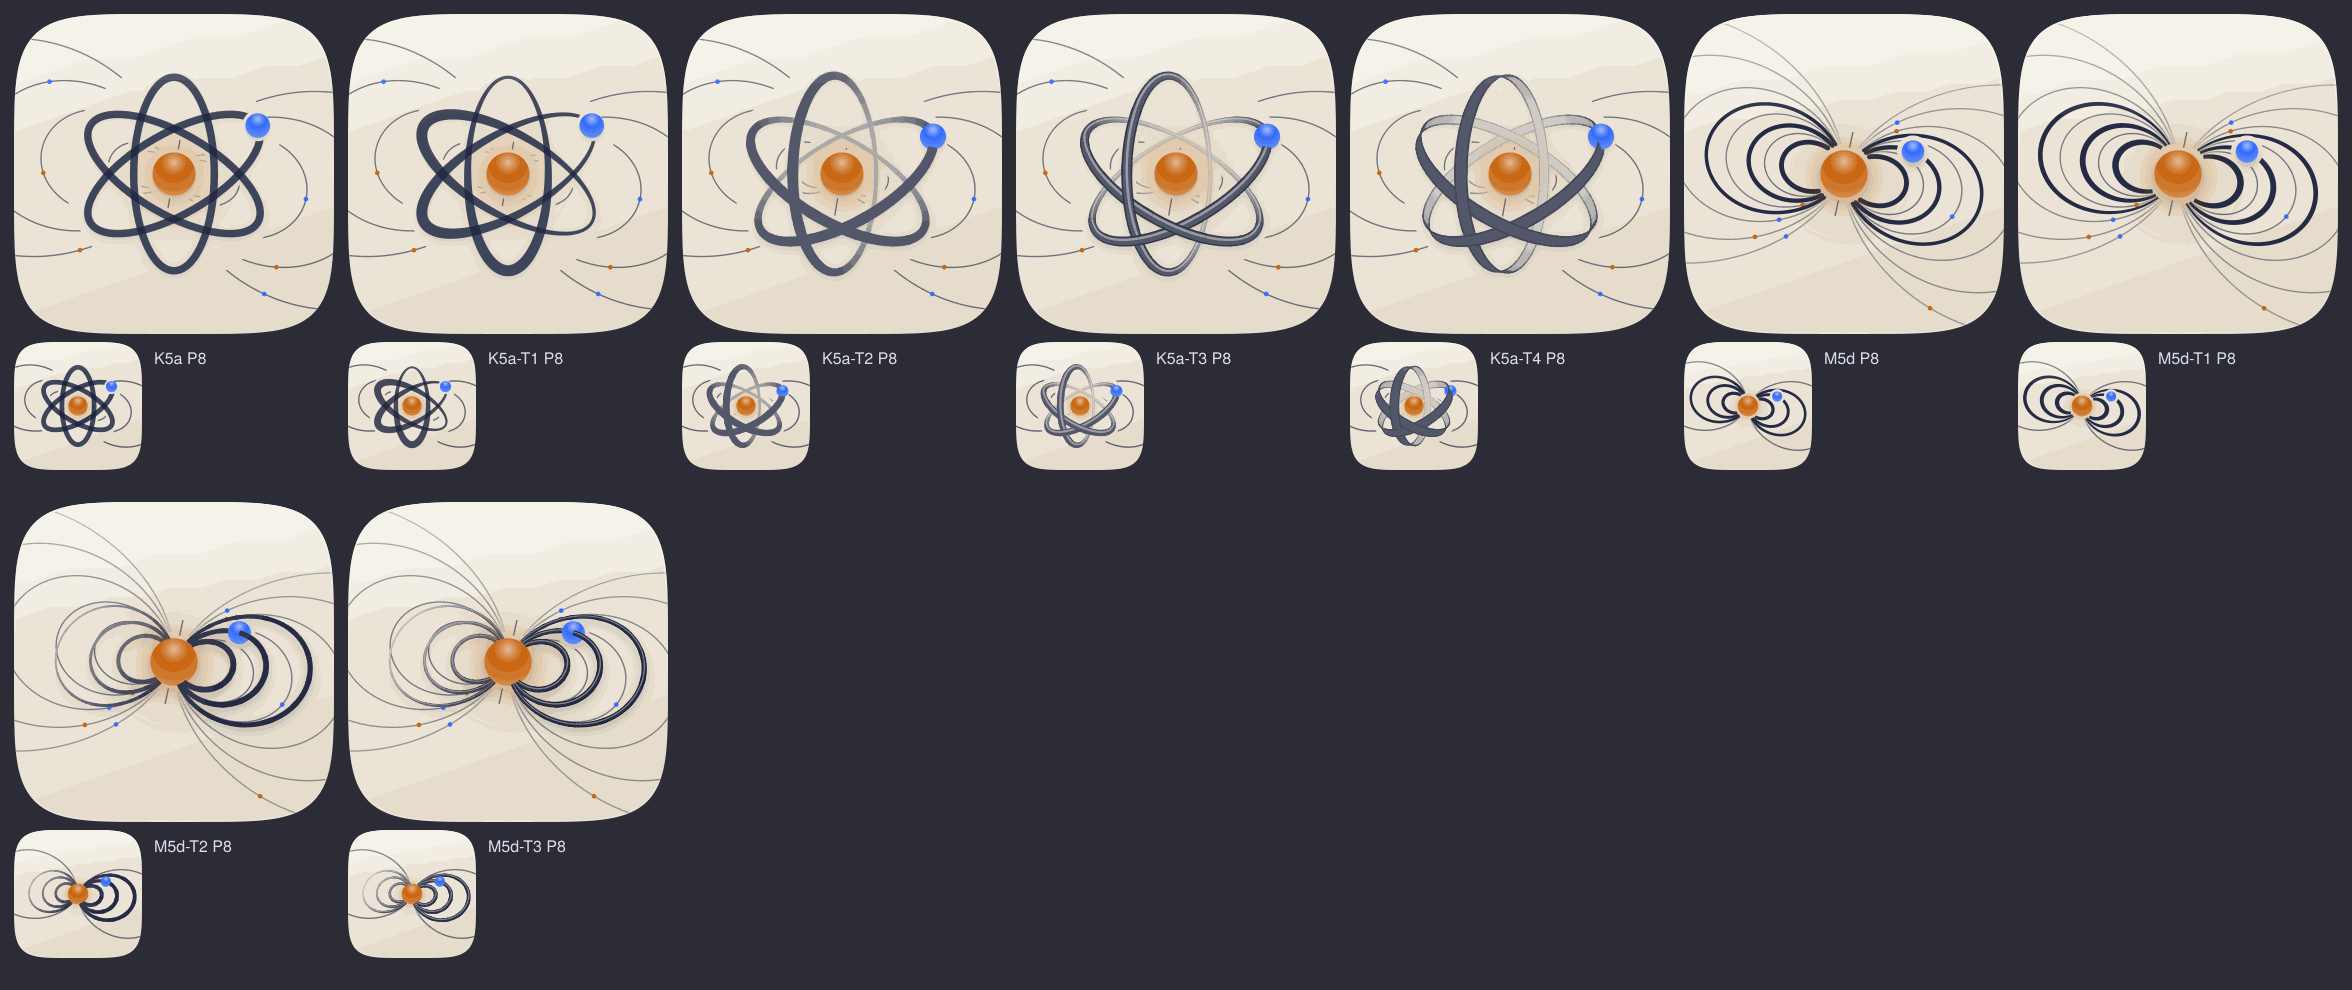 K5a P8
K5a-T1 P8
K5a-T2 P8
K5a-T3 P8
K5a-T4 P8
M5d P8
M5d-T1 P8
M5d-T2 P8
M5d-T3 P8